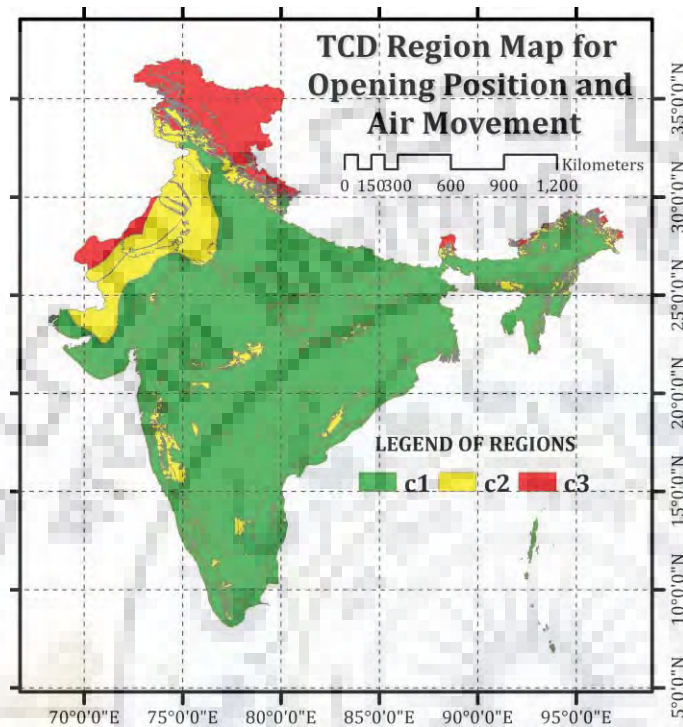 TCD Region Map for
Opening Position and
Air Movement
Kilometers
0 150300 600 900 1,200
LEGEND OF REGIONS
c1 c2 c3
35°0'0"N
30°0'0"N
25°0'0"N
20°0'0"N
15°0'0"N
10°0'0"N
5°0'0"N
70°0'0"E 75°0'0"E 80°0'0"E 85°0'0"E 90°0'0"E 95°0'0"E